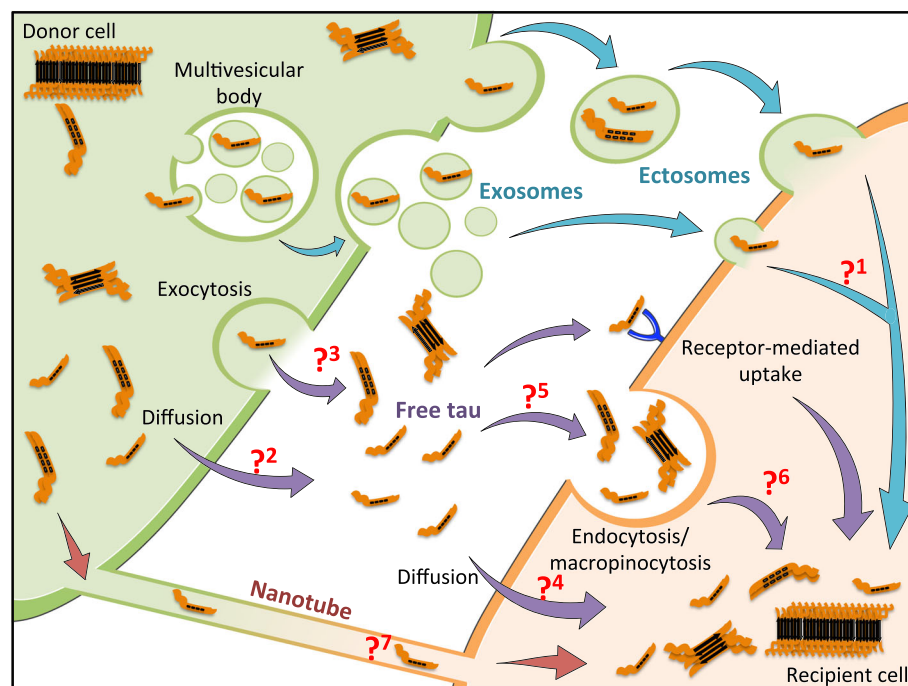 Donor cell
Multivesicular
body
Exosomes
Ectosomes
?1
Exocytosis
?3
Receptor-mediated
uptake
Diffusion
Free tau
?5
?2
?6
Endocytosis/
macropinocytosis
Diffusion
?4
Nanotube
?7
Recipient cell